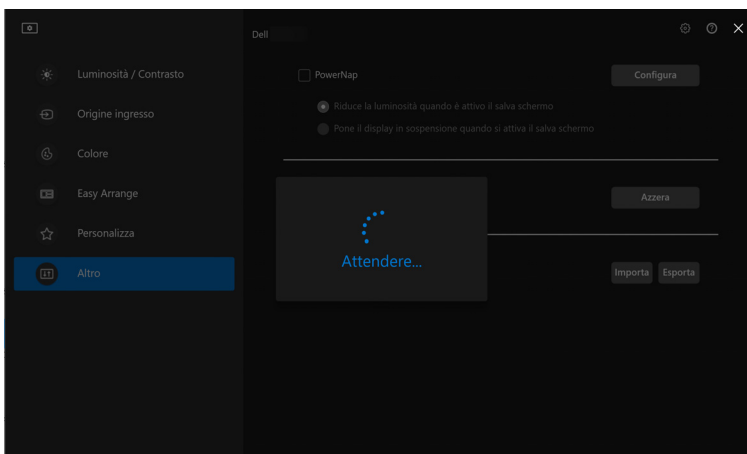 Dell
Luminosità / Contrasto
Origine ingresso
Colore
Easy Arrange
Personalizza
Altro
PowerNap
Configura
Riduce la luminosità quando è attivo il salva schermo
Pone il display in sospensione quando si attiva il salva schermo
Azzera
Attendere...
Importa Esporta